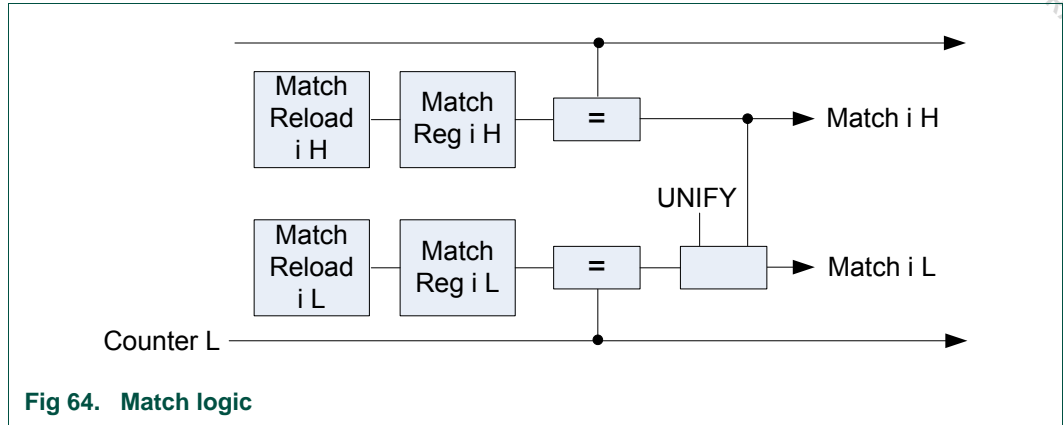 Match
Reload
i H
Match
Reg i H
=
Match i H
UNIFY
Match
Reload
i L
Match
Reg i L
=
Match i L
Counter L
Fig 64. Match logic